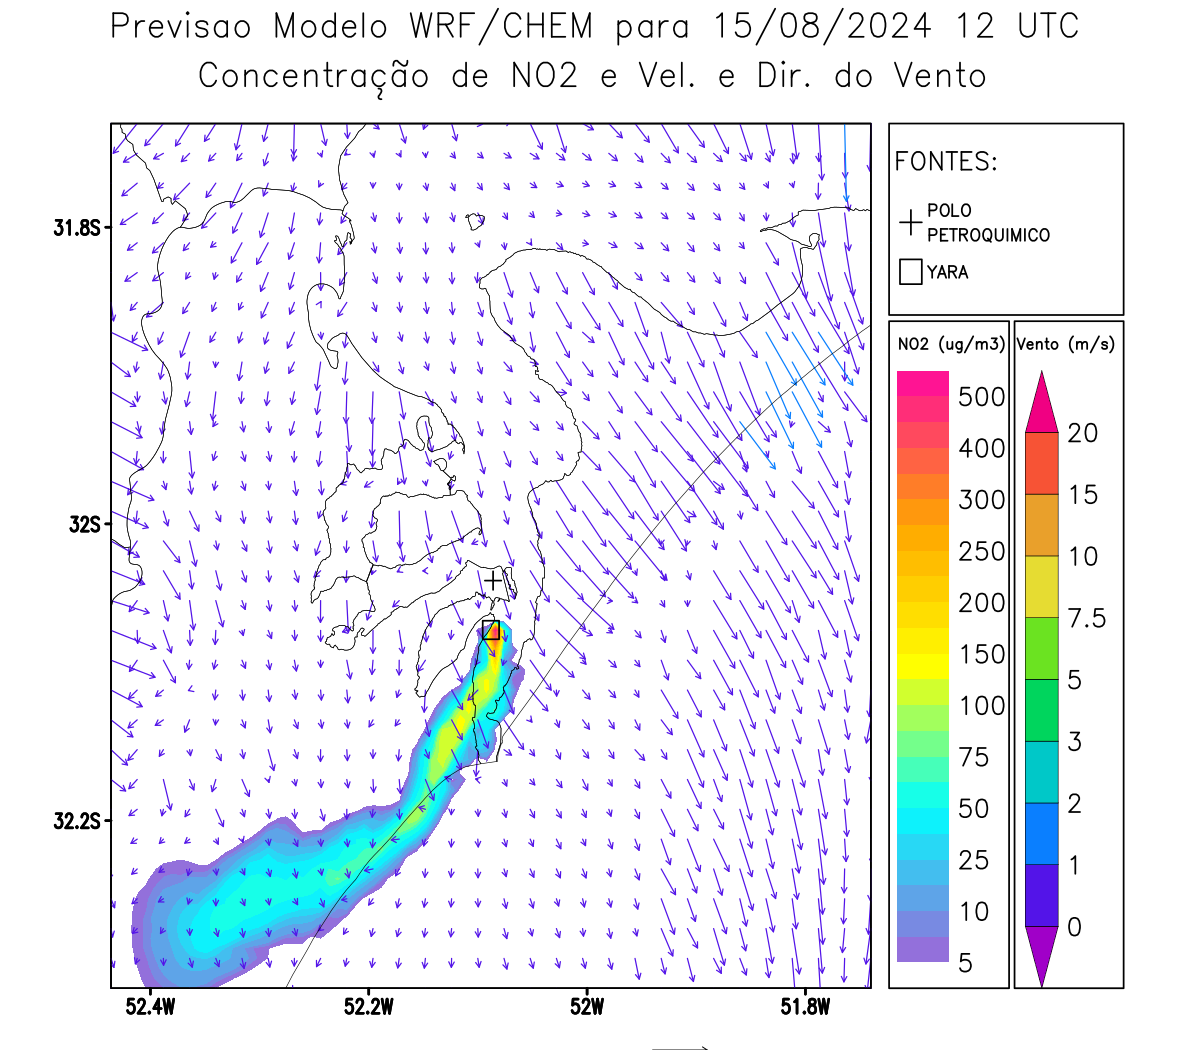 Previsao Modelo WRF/CHEM para 15/08/2024 12 UTC
Concentração de NO2 e Vel. e Dir. do Vento
FONTES:
POLO
PETROQUIMICO
YARA
NO2 (ug/m3)
500
400
300
250
200
150
100
75
50
25
10
5
Vento (m/s)
20
15
10
7.5
5
3
2
1
0
31.8S
32S
32.2S
52.4W
52.2W
52W
51.8W